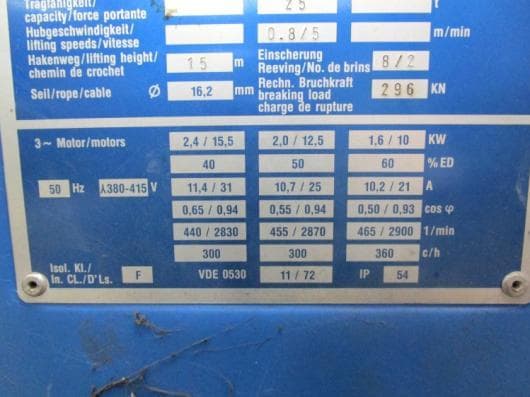 Tragfähigkeit/
capacity/force portante 25 t
Hubgeschwindigkeit/
lifting speeds/vitesse 0.8/5 m/min
Hakenweg/lifting height/
chemin de crochet 15 m
Einscherung
Reeving/No. de brins 8/2
Seil/rope/cable Ø 16,2 mm
Rechn. Bruchkraft
breaking load
charge de rupture 296 KN
3~ Motor/motors 2,4 / 15,5 2,0 / 12,5 1,6 / 10 KW
40 50 60 % ED
50 Hz ⅄380-415 V 11,4 / 31 10,7 / 25 10,2 / 21 A
0,65 / 0,94 0,55 / 0,94 0,50 / 0,93 cos φ
440 / 2830 455 / 2870 465 / 2900 1/min
300 300 360 c/h
Isol. Kl./
In. CL./D'Ls. F VDE 0530 11 / 72 IP 54